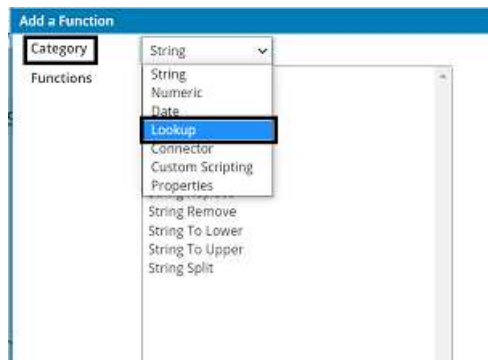 Add a Function
Category
String
Functions
String
Numeric
Date
Lookup
Connector
Custom Scripting
Properties
String Remove
String To Lower
String To Upper
String Split